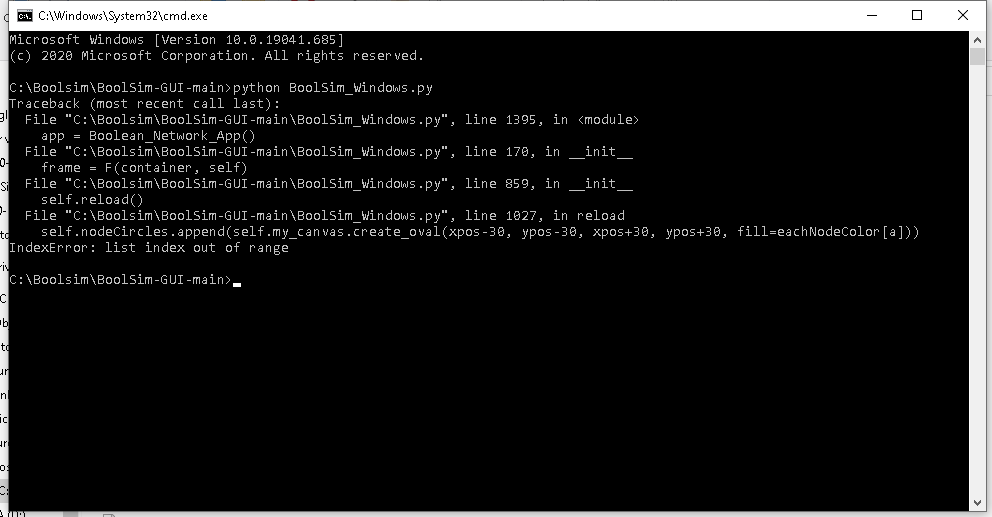 C:\Windows\System32\cmd.exe
Microsoft Windows [Version 10.0.19041.685]
(c) 2020 Microsoft Corporation. All rights reserved.
C:\Boolsim\BoolSim-GUI-main>python BoolSim_Windows.py
Traceback (most recent call last):
  File "C:\Boolsim\BoolSim-GUI-main\BoolSim_Windows.py", line 1395, in <module>
    app = Boolean_Network_App()
  File "C:\Boolsim\BoolSim-GUI-main\BoolSim_Windows.py", line 170, in __init__
    frame = F(container, self)
  File "C:\Boolsim\BoolSim-GUI-main\BoolSim_Windows.py", line 859, in __init__
    self.reload()
  File "C:\Boolsim\BoolSim-GUI-main\BoolSim_Windows.py", line 1027, in reload
    self.nodeCircles.append(self.my_canvas.create_oval(xpos-30, ypos-30, xpos+30, ypos+30, fill=eachNodeColor[a]))
IndexError: list index out of range
C:\Boolsim\BoolSim-GUI-main>